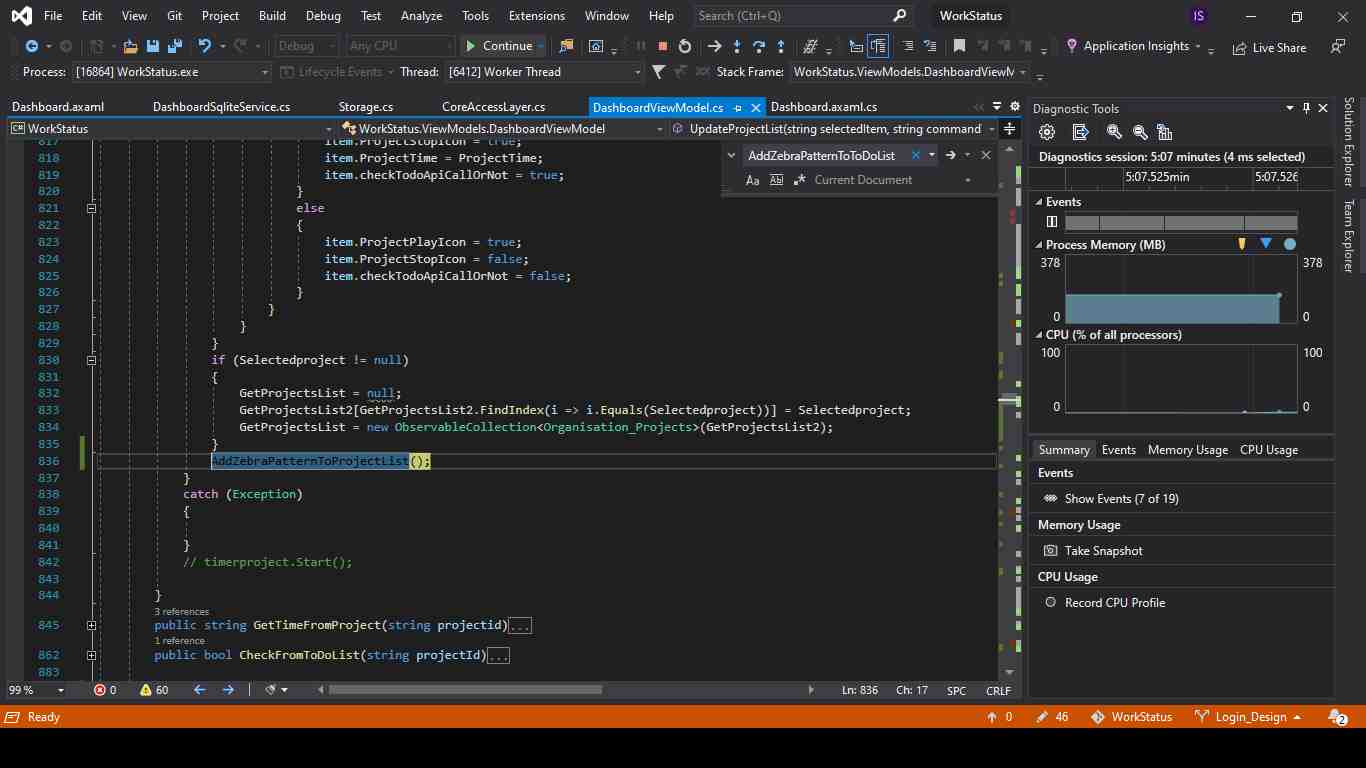 File Edit View Git Project Build Debug Test Analyze Tools Extensions Window Help Search (Ctrl+Q) WorkStatus IS
Debug Any CPU Continue Application Insights Live Share
Process: [16864] WorkStatus.exe Lifecycle Events Thread: [6412] Worker Thread Stack Frame: WorkStatus.ViewModels.DashboardViewM
Dashboard.axaml DashboardSqliteService.cs Storage.cs CoreAccessLayer.cs DashboardViewModel.cs Dashboard.axaml.cs
WorkStatus WorkStatus.ViewModels.DashboardViewModel UpdateProjectList(string selectedItem, string command
AddZebraPatternToToDoList
Aa Ab Current Document
817 item.ProjectStopIcon = true;
818 item.ProjectTime = ProjectTime;
819 item.checkTodoApiCallOrNot = true;
820 }
821 else
822 {
823 item.ProjectPlayIcon = true;
824 item.ProjectStopIcon = false;
825 item.checkTodoApiCallOrNot = false;
826 }
827 }
828 }
829 }
830 if (Selectedproject != null)
831 {
832 GetProjectsList = null;
833 GetProjectsList2[GetProjectsList2.FindIndex(i => i.Equals(Selectedproject))] = Selectedproject;
834 GetProjectsList = new ObservableCollection<Organisation_Projects>(GetProjectsList2);
835 }
836 AddZebraPatternToProjectList();
837 }
838 catch (Exception)
839 {
840
841 }
842 // timerproject.Start();
843
844 }
3 references
845 public string GetTimeFromProject(string projectid)...
1 reference
862 public bool CheckFromToDoList(string projectId)...
883
99 % 0 60 Ln: 836 Ch: 17 SPC CRLF
Diagnostic Tools
Diagnostics session: 5:07 minutes (4 ms selected)
5:07.525min 5:07.526
Events
Process Memory (MB)
378 378
0 0
CPU (% of all processors)
100 100
0 0
Summary Events Memory Usage CPU Usage
Events
Show Events (7 of 19)
Memory Usage
Take Snapshot
CPU Usage
Record CPU Profile
Solution Explorer
Team Explorer
Ready 0 46 WorkStatus Login_Design 2